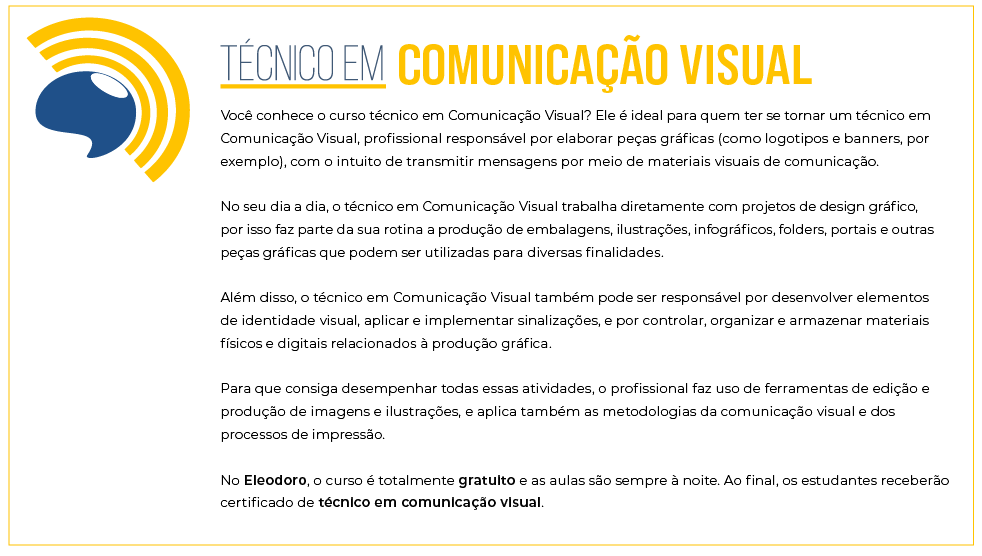 TÉCNICO EM COMUNICAÇÃO VISUAL
Você conhece o curso técnico em Comunicação Visual? Ele é ideal para quem ter se tornar um técnico em
Comunicação Visual, profissional responsável por elaborar peças gráficas (como logotipos e banners, por
exemplo), com o intuito de transmitir mensagens por meio de materiais visuais de comunicação.
No seu dia a dia, o técnico em Comunicação Visual trabalha diretamente com projetos de design gráfico,
por isso faz parte da sua rotina a produção de embalagens, ilustrações, infográficos, folders, portais e outras
peças gráficas que podem ser utilizadas para diversas finalidades.
Além disso, o técnico em Comunicação Visual também pode ser responsável por desenvolver elementos
de identidade visual, aplicar e implementar sinalizações, e por controlar, organizar e armazenar materiais
físicos e digitais relacionados à produção gráfica.
Para que consiga desempenhar todas essas atividades, o profissional faz uso de ferramentas de edição e
produção de imagens e ilustrações, e aplica também as metodologias da comunicação visual e dos
processos de impressão.
No Eleodoro, o curso é totalmente gratuito e as aulas são sempre à noite. Ao final, os estudantes receberão
certificado de técnico em comunicação visual.